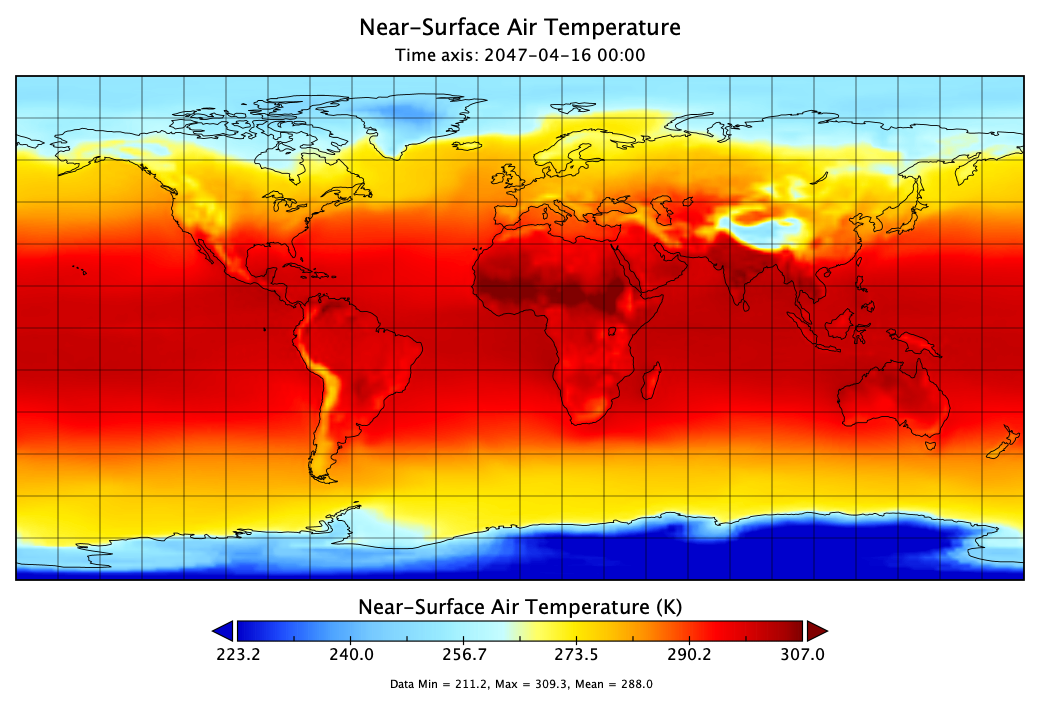 Near-Surface Air Temperature
Time axis: 2047-04-16 00:00
Near-Surface Air Temperature (K)
223.2 240.0 256.7 273.5 290.2 307.0
Data Min = 211.2, Max = 309.3, Mean = 288.0